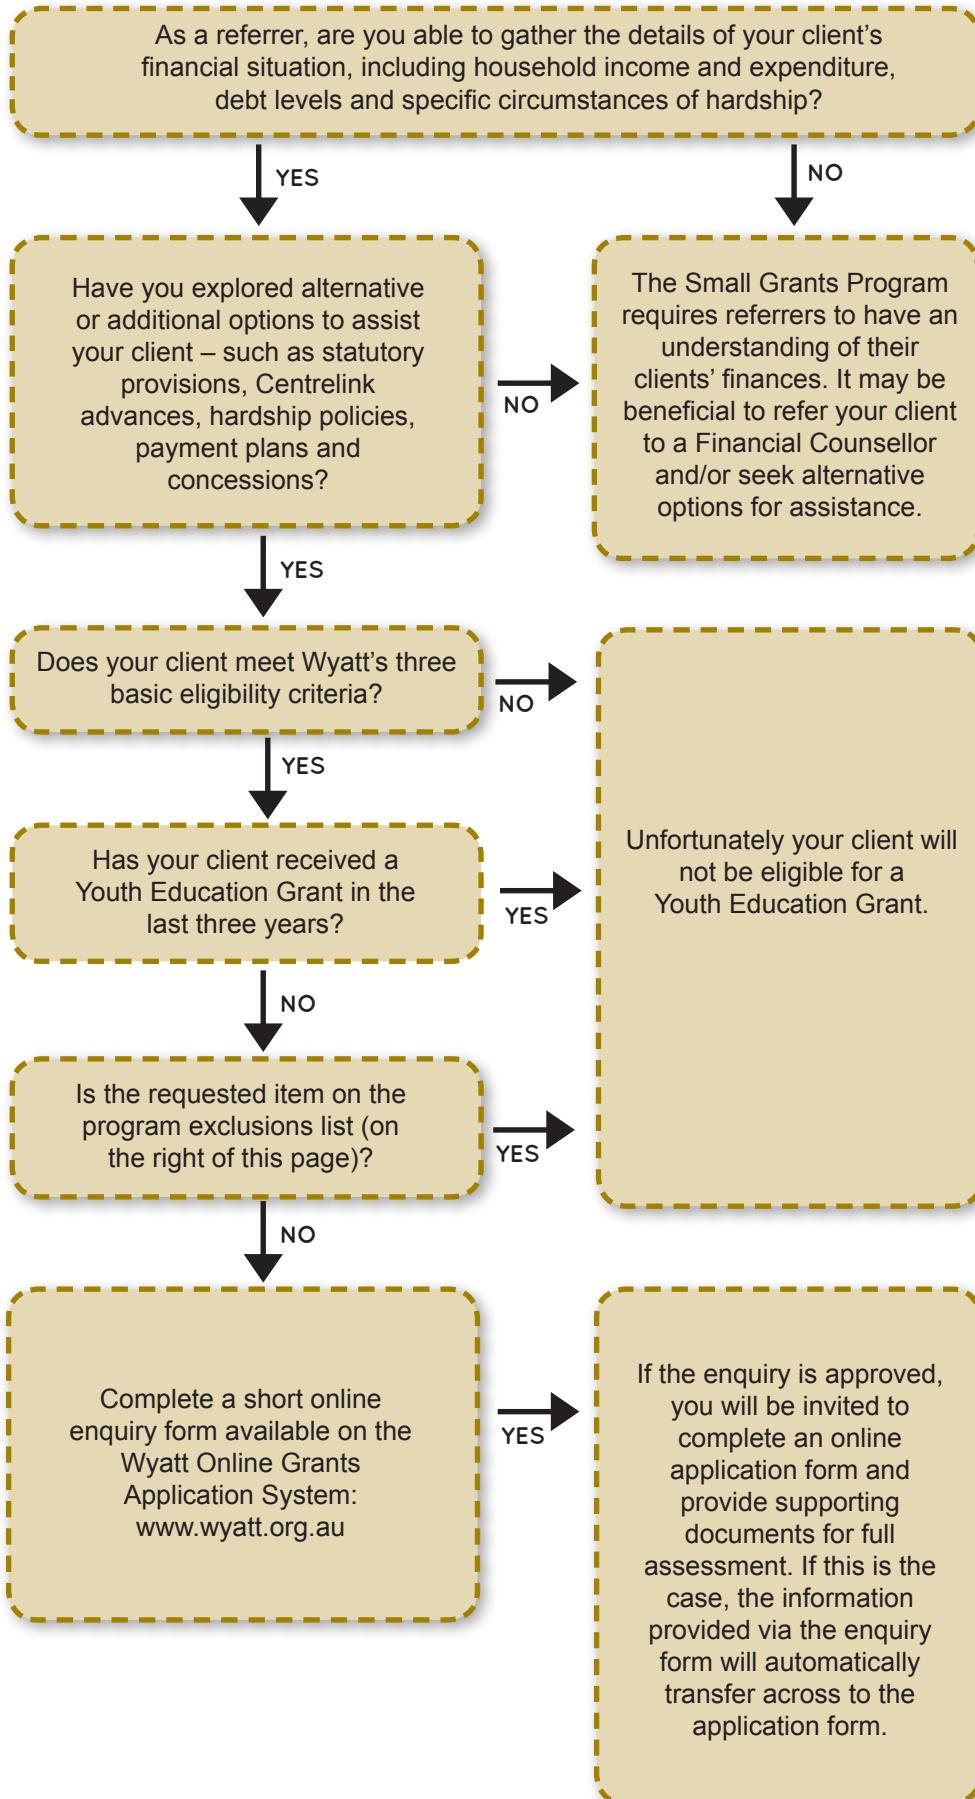 As a referrer, are you able to gather the details of your client’s
financial situation, including household income and expenditure,
debt levels and specific circumstances of hardship?
YES
NO
Have you explored alternative
or additional options to assist
your client – such as statutory
provisions, Centrelink
advances, hardship policies,
payment plans and
concessions?
NO
The Small Grants Program
requires referrers to have an
understanding of their
clients’ finances. It may be
beneficial to refer your client
to a Financial Counsellor
and/or seek alternative
options for assistance.
YES
Does your client meet Wyatt’s three
basic eligibility criteria?
NO
YES
Has your client received a
Youth Education Grant in the
last three years?
YES
Unfortunately your client will
not be eligible for a
Youth Education Grant.
NO
Is the requested item on the
program exclusions list (on
the right of this page)?
YES
NO
Complete a short online
enquiry form available on the
Wyatt Online Grants
Application System:
www.wyatt.org.au
YES
If the enquiry is approved,
you will be invited to
complete an online
application form and
provide supporting
documents for full
assessment. If this is the
case, the information
provided via the enquiry
form will automatically
transfer across to the
application form.